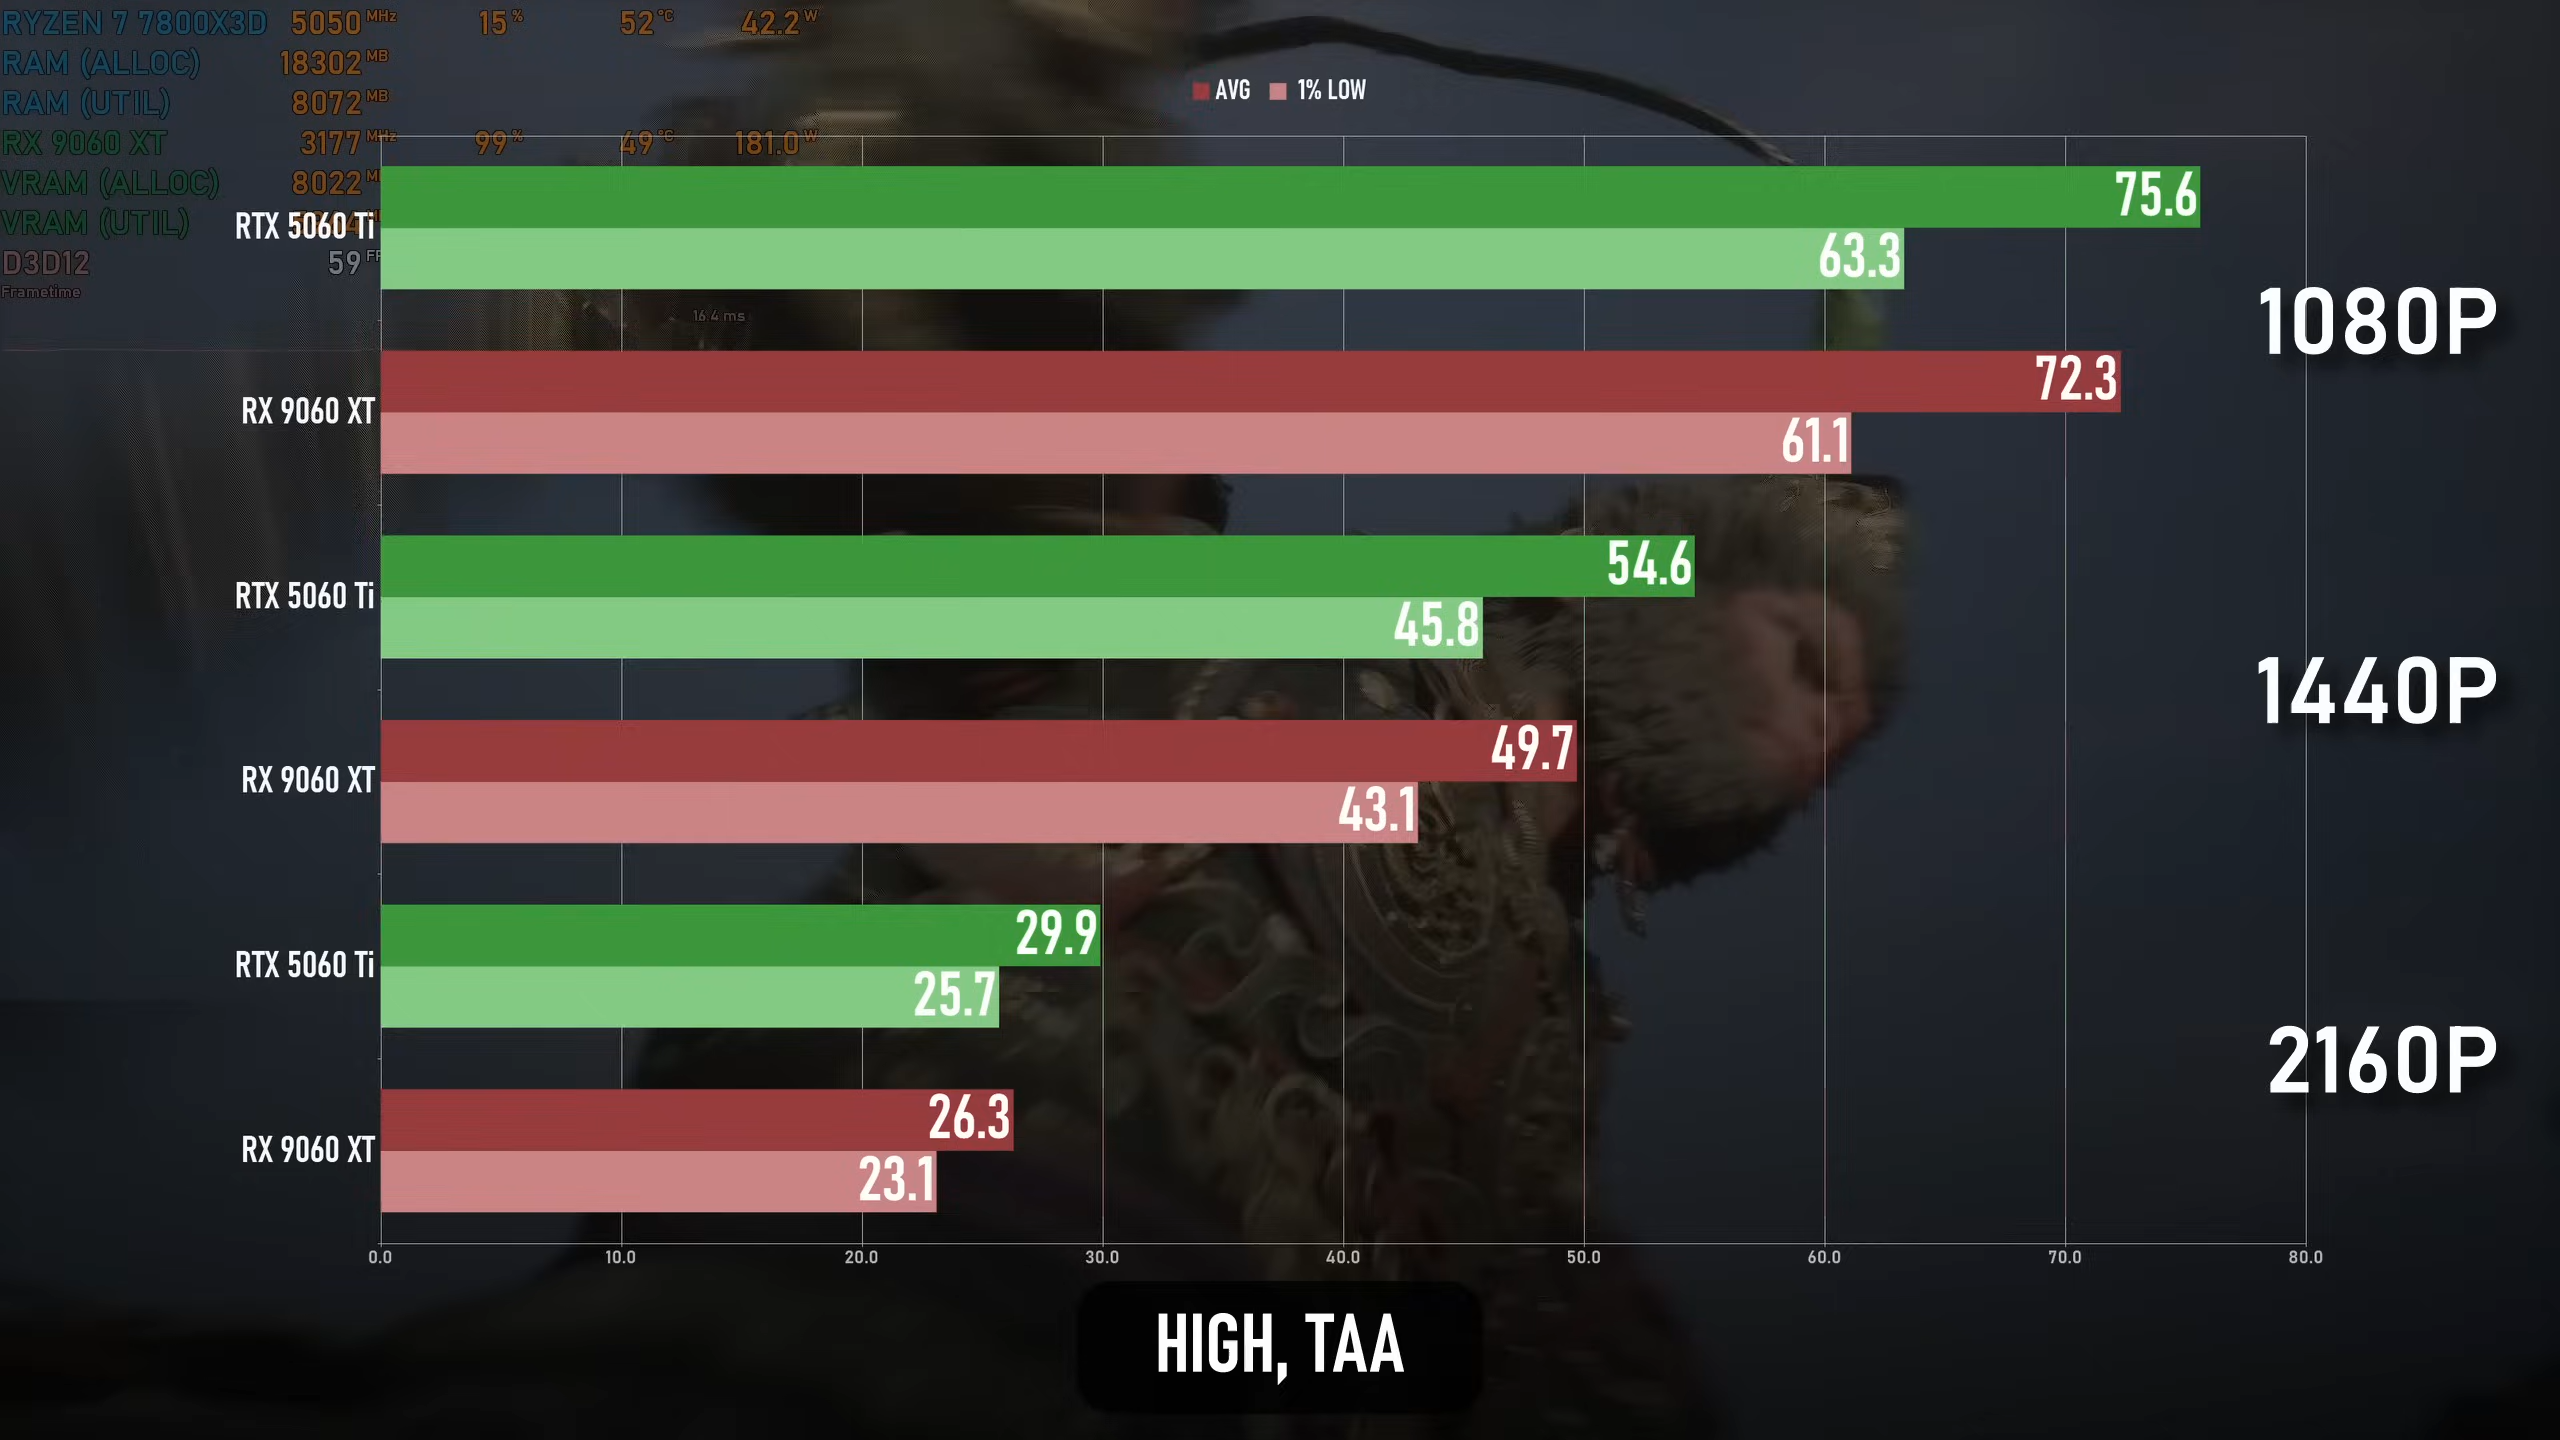 RYZEN 7 7800X3D 5050 MHz 15 % 52 °C 42.2 W
RAM (ALLOC) 18302 MB
RAM (UTIL) 8072 MB
RX 9060 XT 3177 MHz 99 % 49 °C 181.0 W
VRAM (ALLOC) 8022
VRAM (UTIL)
D3D12 59
Frametime
16.4 ms
AVG 1% LOW
RTX 5060 Ti
75.6
63.3
1080P
RX 9060 XT
72.3
61.1
RTX 5060 Ti
54.6
45.8
1440P
RX 9060 XT
49.7
43.1
RTX 5060 Ti
29.9
25.7
2160P
RX 9060 XT
26.3
23.1
0.0 10.0 20.0 30.0 40.0 50.0 60.0 70.0 80.0
HIGH, TAA